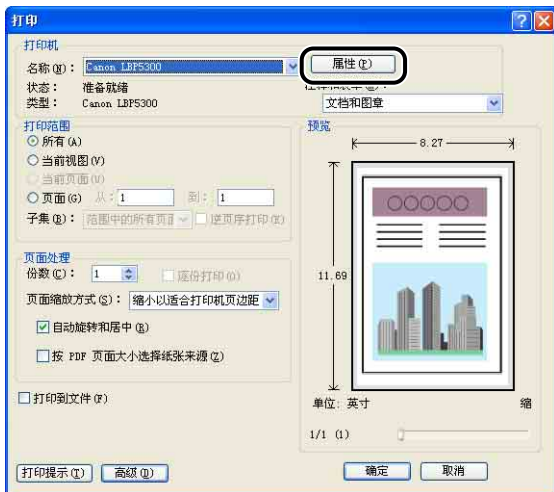 打印
打印机
名称(N)： Canon LBP5300 属性(P)
状态： 准备就绪
类型： Canon LBP5300 文档和图章
打印范围
所有(A)
当前视图(V)
当前页面(U)
页面(G) 从：1 到：1
子集(B)： 范围中的所有页面 逆页序打印(E)
页面处理
份数(C)： 1 逐份打印(O)
页面缩放方式(S)： 缩小以适合打印机页边距
自动旋转和居中(R)
按 PDF 页面大小选择纸张来源(Z)
打印到文件(F)
预览
8.27
OOOOO
11.69
单位：英寸 缩
1/1 (1)
打印提示(T) 高级(D) 确定 取消